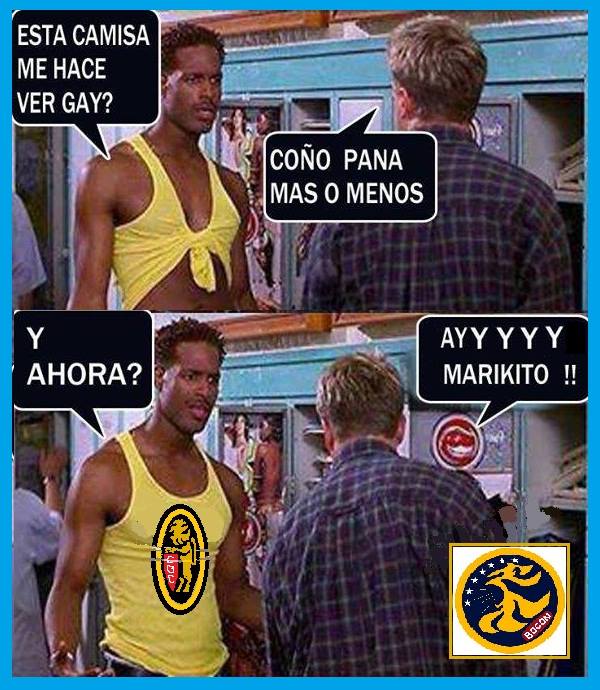 ESTA CAMISA
ME HACE
VER GAY?
COÑO PANA
MAS O MENOS
Y
AHORA?
AYY Y Y Y
MARIKITO !!
BOCON